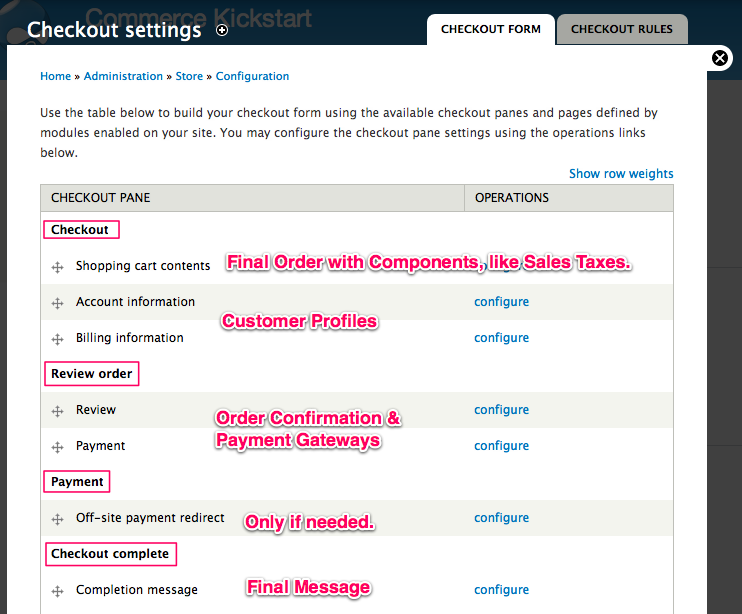 Commerce Kickstart
Checkout settings
CHECKOUT FORM
CHECKOUT RULES
Home » Administration » Store » Configuration
Use the table below to build your checkout form using the available checkout panes and pages defined by
modules enabled on your site. You may configure the checkout pane settings using the operations links
below.
Show row weights
CHECKOUT PANE OPERATIONS
Checkout
Shopping cart contents Final Order with Components, like Sales Taxes.
Account information configure
Customer Profiles
Billing information configure
Review order
Review configure
Order Confirmation &
Payment Gateways
Payment configure
Payment
Off-site payment redirect Only if needed. configure
Checkout complete
Completion message Final Message configure